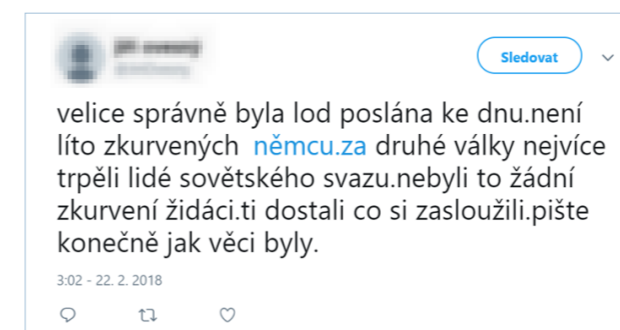 Sledovat
velice správně byla lod poslána ke dnu.není
líto zkurvených němcu.za druhé války nejvíce
trpěli lidé sovětského svazu.nebyli to žádní
zkurvení židáci.ti dostali co si zasloužili.pište
konečně jak věci byly.
3:02 - 22. 2. 2018